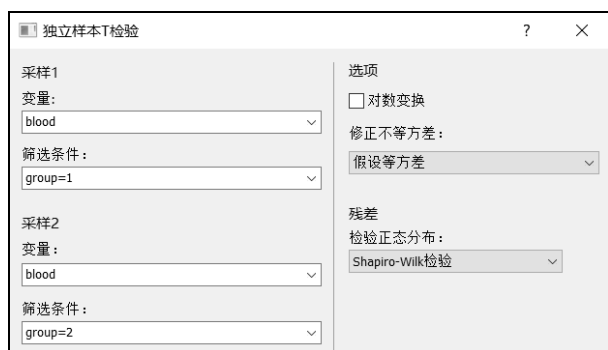 独立样本T检验
?
采样1
变量:
blood
筛选条件：
group=1
采样2
变量：
blood
筛选条件：
group=2
选项
对数变换
修正不等方差：
假设等方差
残差
检验正态分布：
Shapiro-Wilk检验